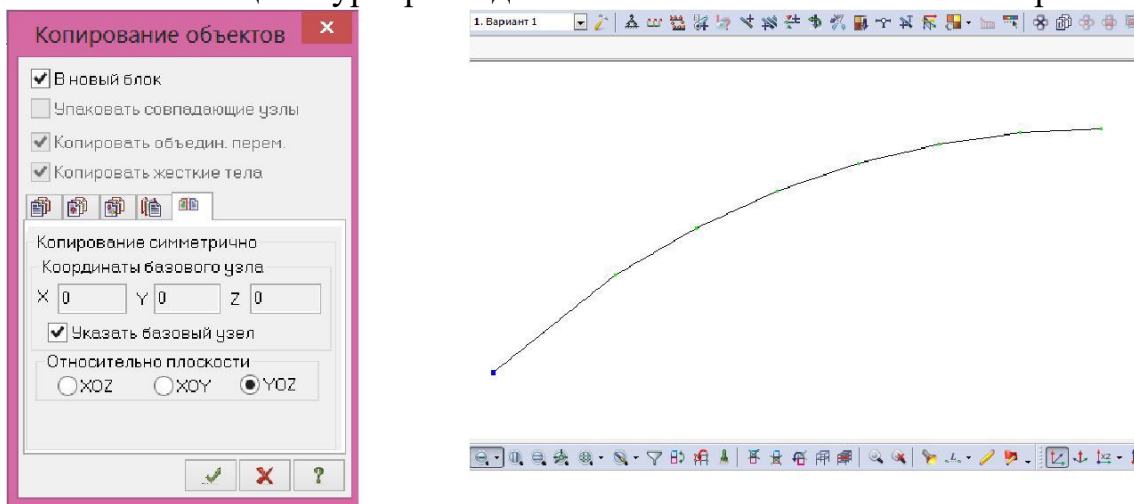 Копирование объектов
В новый блок
Упаковать совпадающие узлы
Копировать объедин. перем.
Копировать жесткие тела
Копирование симметрично
Координаты базового узла
X 0 Y 0 Z 0
Указать базовый узел
Относительно плоскости
XOZ XOY YOZ
?
1. Вариант 1